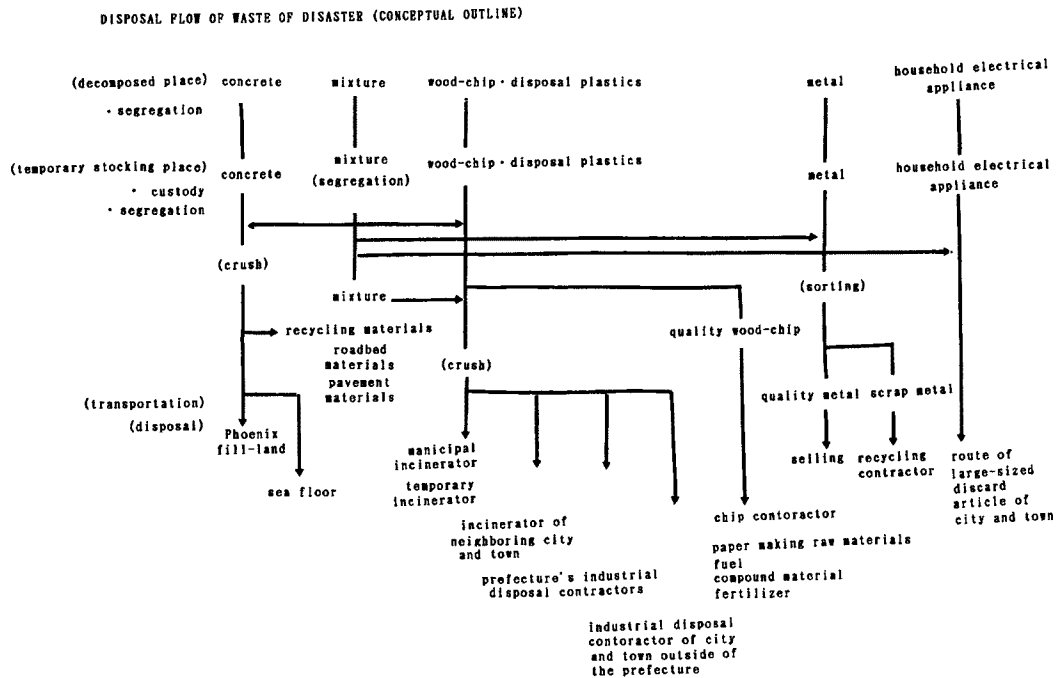 DISPOSAL FLOW OF WASTE OF DISASTER (CONCEPTUAL OUTLINE)
(decomposed place) concrete mixture wood-chip・disposal plastics metal household electrical
appliance
・segregation
(temporary stocking place) concrete mixture wood-chip・disposal plastics metal household electrical
(segregation) appliance
・ custody
・segregation
(crush)
(sorting)
mixture
recycling materials quality wood-chip
roadbed
materials
pavement
materials
(crush)
quality metal scrap metal
(transportation)
(disposal)
Phoenix
fill-land
sea floor
manicipal
incinerator
temporary
incinerator
selling recycling
contractor
route of
large-sized
discard
article of
city and town
incinerator of
neighboring city
and town
chip contoractor
paper making raw materials
fuel
compound material
fertilizer
prefecture's industrial
disposal contractors
industrial disposal
contoractor of city
and town outside of
the prefecture